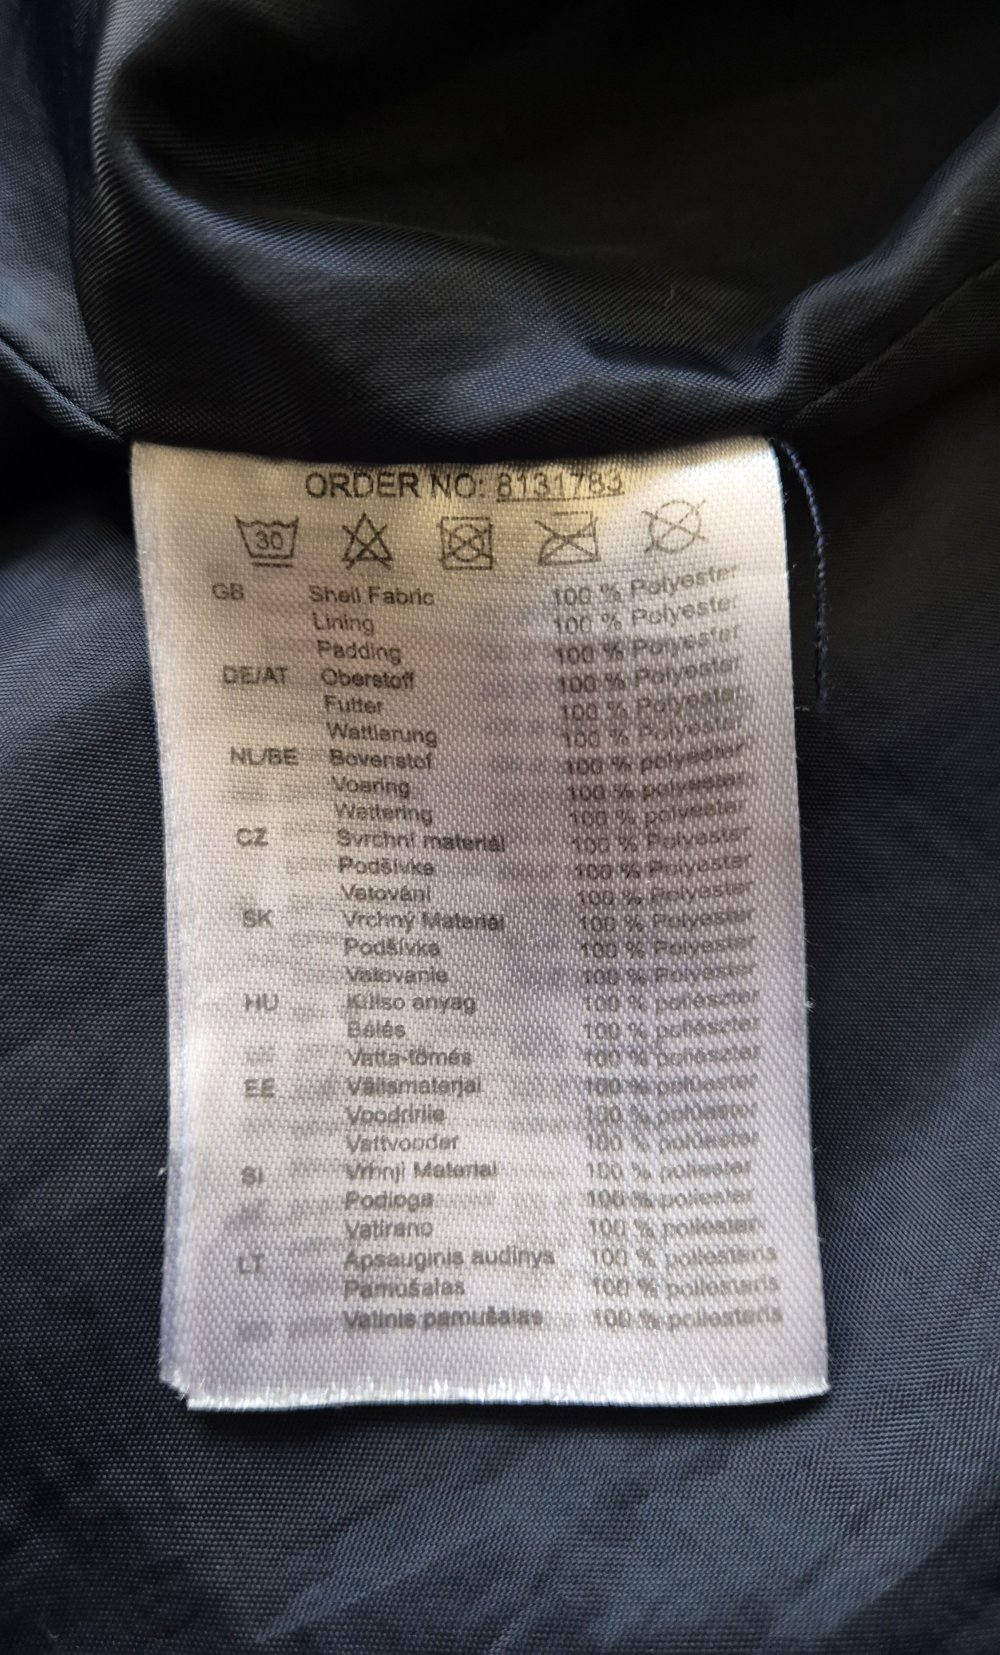 ORDER NO: 8131783
30
GB Shell Fabric 100 % Polyester
Lining 100 % Polyester
Padding 100 % Polyester
DE/AT Oberstoff 100 % Polyester
Futter 100 % Polyester
Wattierung 100 % Polyester
NL/BE Bovenstof 100 % polyester
Voering 100 % polyester
Wattering 100 % polyester
CZ Svrchní materiál 100 % Polyester
Podšívka 100 % Polyester
Vatování 100 % Polyester
SK Vrchný Materiál 100 % Polyester
Podšívka 100 % Polyester
Vatovanie 100 % Polyester
HU Külso anyag 100 % poliészter
Bélés 100 % poliészter
Vatta-tömés 100 % poliészter
EE Välismaterjal 100 % polüester
Voodririie 100 % polüester
Vattvooder 100 % polüester
SI Vrhnji Material 100 % poliester
Podloga 100 % poliester
Vatirano 100 % poliester
LT Apsauginis audinys 100 % poliesteris
Pamušalas 100 % poliesteris
Vatinis pamušalas 100 % poliesteris